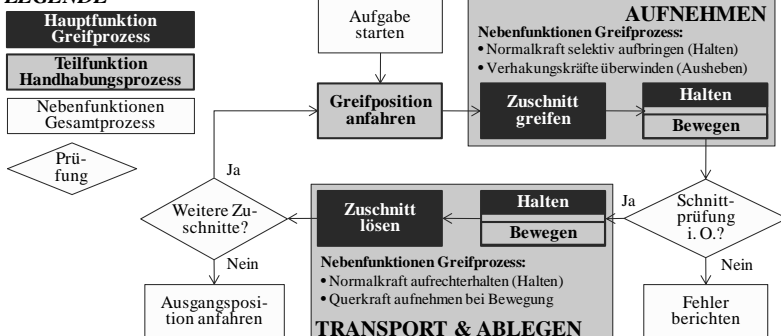 LEGENDE
Hauptfunktion
Greifprozess
Teilfunktion
Handhabungsprozess
Nebenfunktionen
Gesamtprozess
Prü-
fung
Aufgabe
starten
AUFNEHMEN
Nebenfunktionen Greifprozess:
• Normalkraft selektiv aufbringen (Halten)
• Verhakungskräfte überwinden (Ausheben)
Greifposition
anfahren
Zuschnitt
greifen
Halten
Bewegen
Ja
Weitere Zu-
schnitte?
Nein
Ausgangsposi-
tion anfahren
Zuschnitt
lösen
Halten
Bewegen
Nebenfunktionen Greifprozess:
• Normalkraft aufrechterhalten (Halten)
• Querkraft aufnehmen bei Bewegung
TRANSPORT & ABLEGEN
Ja
Schnitt-
prüfung
i. O.?
Nein
Fehler
berichten